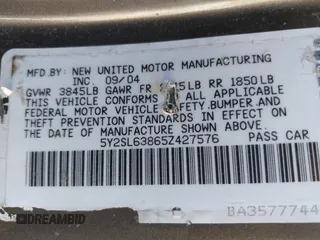 MFD.BY: NEW UNITED MOTOR MANUFACTURING
INC. 09/04
GVWR 3845LB GAWR FR 5LB RR 1850LB
THIS VEHICLE CONFORMS ALL APPLICABLE
FEDERAL MOTOR VEHICLE SAFETY, BUMPER, AND
THEFT PREVENTION STANDARDS IN EFFECT ON
THE DATE OF MANUFACTURE SHOWN ABOVE.
5Y2SL63865Z427576 PASS CAR
BA3577744
DREAMBID